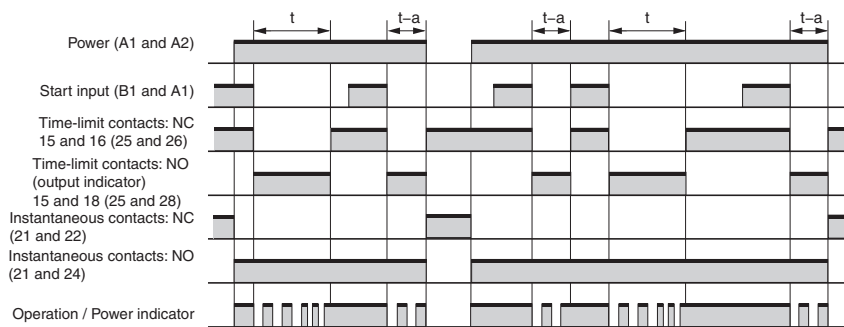 t
t−a
t−a
t
t−a
Power (A1 and A2)
Start input (B1 and A1)
Time-limit contacts: NC
15 and 16 (25 and 26)
Time-limit contacts: NO
(output indicator)
15 and 18 (25 and 28)
Instantaneous contacts: NC
(21 and 22)
Instantaneous contacts: NO
(21 and 24)
Operation / Power indicator